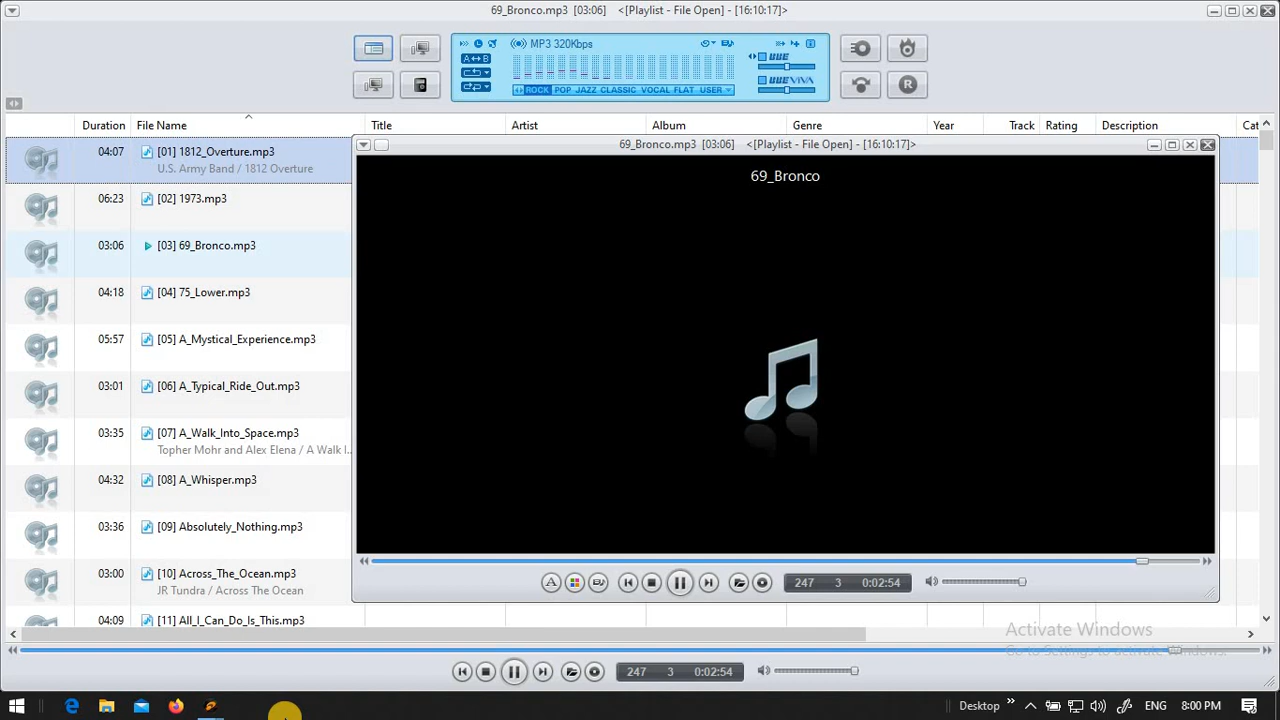 69_Bronco.mp3 [03:06] <[Playlist - File Open] [16:10:17]>
MP3 320Kbps
A↔B
ROCK POP JAZZ CLASSIC VOCAL FLAT USER
VIVA
R
Duration File Name Title Artist Album Genre Year Track Rating Description Cat
04:07 [01] 1812_Overture.mp3
U.S. Army Band / 1812 Overture
06:23 [02] 1973.mp3
03:06 [03] 69_Bronco.mp3
04:18 [04] 75_Lower.mp3
05:57 [05] A_Mystical_Experience.mp3
03:01 [06] A_Typical_Ride_Out.mp3
03:35 [07] A_Walk_Into_Space.mp3
Topher Mohr and Alex Elena / A Walk I...
04:32 [08] A_Whisper.mp3
03:36 [09] Absolutely_Nothing.mp3
03:00 [10] Across_The_Ocean.mp3
JR Tundra / Across The Ocean
04:09 [11] All_I_Can_Do_Is_This.mp3
69_Bronco.mp3 [03:06] <[Playlist - File Open] [16:10:17]>
69_Bronco
A
247 3 0:02:54
Activate Windows
Go to Settings to activate Windows.
247 3 0:02:54
Desktop ENG 8:00 PM